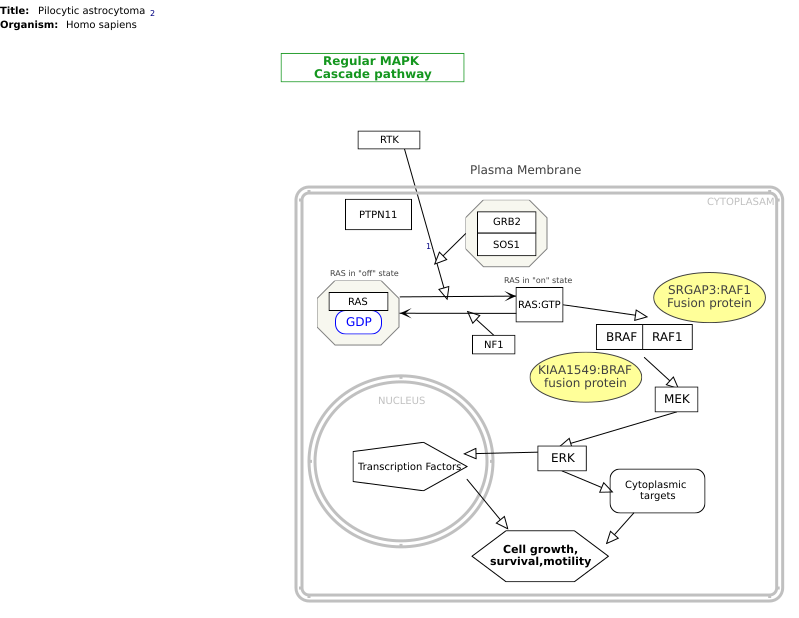 Title: Pilocytic astrocytoma 2
Organism: Homo sapiens
Regular MAPK
Cascade pathway
RTK
Plasma Membrane
CYTOPLASAM
PTPN11
GRB2
SOS1
1
RAS in "off" state
RAS in "on" state
SRGAP3:RAF1
Fusion protein
RAS
GDP
RAS:GTP
NF1
BRAF
RAF1
KIAA1549:BRAF
fusion protein
MEK
NUCLEUS
ERK
Transcription Factors
Cytoplasmic
targets
Cell growth,
survival,motility